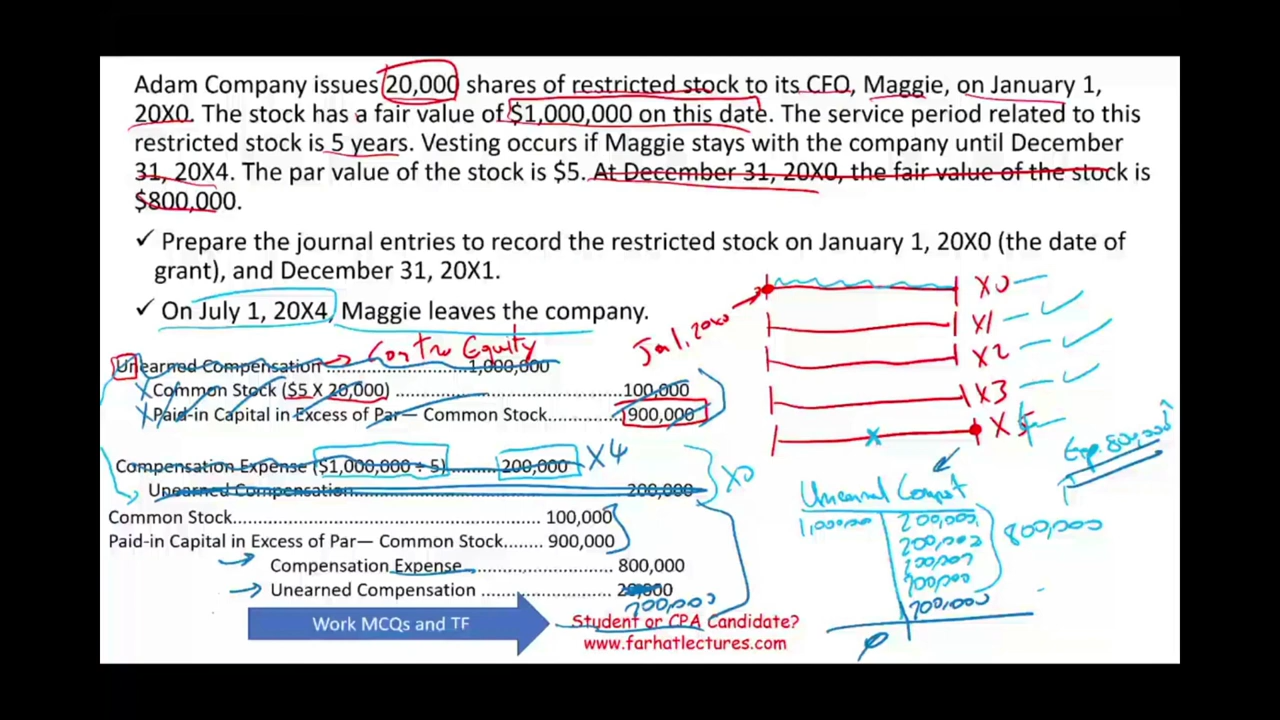 Adam Company issues 20,000 shares of restricted stock to its CFO, Maggie, on January 1,
20X0. The stock has a fair value of $1,000,000 on this date. The service period related to this
restricted stock is 5 years. Vesting occurs if Maggie stays with the company until December
31, 20X4. The par value of the stock is $5. At December 31, 20X0, the fair value of the stock is
$800,000.
✓ Prepare the journal entries to record the restricted stock on January 1, 20X0 (the date of
grant), and December 31, 20X1.
✓ On July 1, 20X4, Maggie leaves the company.
X0
X1
X2
X3
Unearned Compensation → Contra Equity ........................1,000,000
Common Stock ($5 X 20,000) ............................................. 100,000
Paid-in Capital in Excess of Par— Common Stock............... 900,000
Compensation Expense ($1,000,000 ÷ 5).......... 200,000 X4
Unearned Compensation..................................................... 200,000
X0
Common Stock..................................................... 100,000
Paid-in Capital in Excess of Par— Common Stock........ 900,000
Compensation Expense ............................ 800,000
Unearned Compensation ......................... 
200,000
Exp. 800,000
Unearned Compet
1,000,000 200,000
200,000
200,000
200,000
200,000
800,000
Work MCQs and TF
Student or CPA Candidate?
www.farhatlectures.com